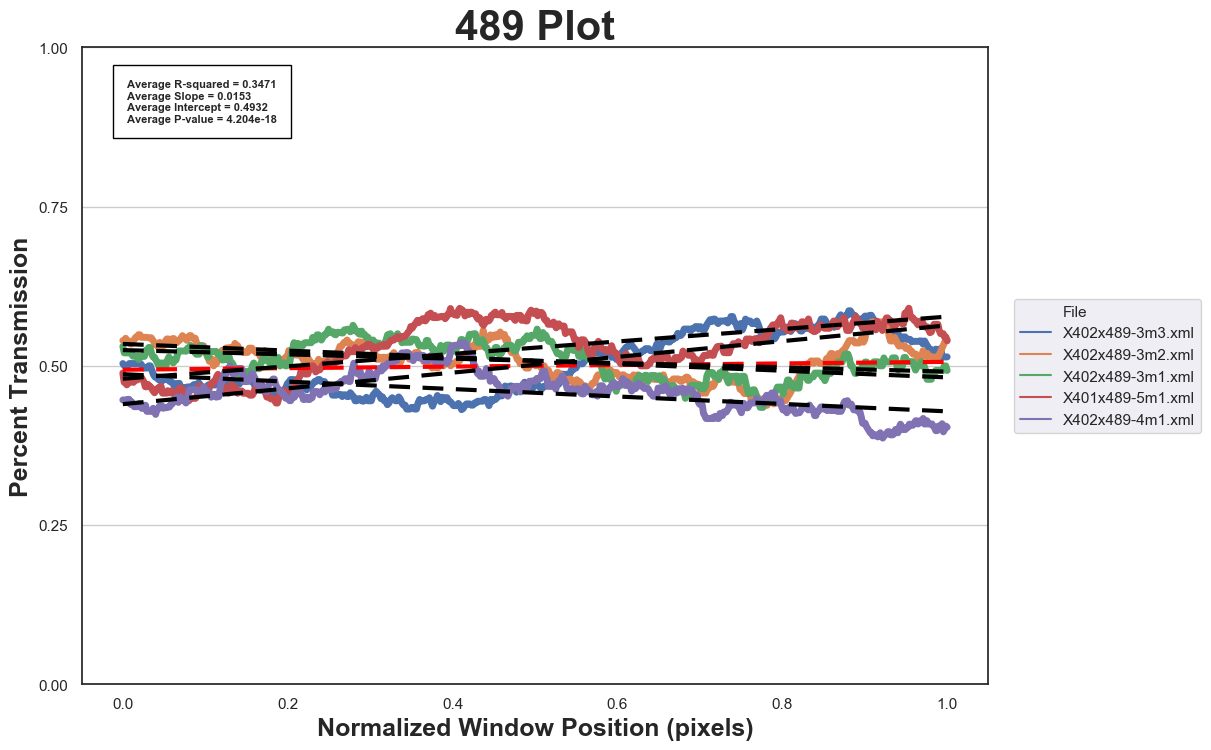 489 Plot
1.00
Average R-squared = 0.3471
Average Slope = 0.0153
Average Intercept = 0.4932
Average P-value = 4.204e-18
0.75
Percent Transmission
0.50
0.25
0.00
0.0 0.2 0.4 0.6 0.8 1.0
Normalized Window Position (pixels)
File
X402x489-3m3.xml
X402x489-3m2.xml
X402x489-3m1.xml
X401x489-5m1.xml
X402x489-4m1.xml